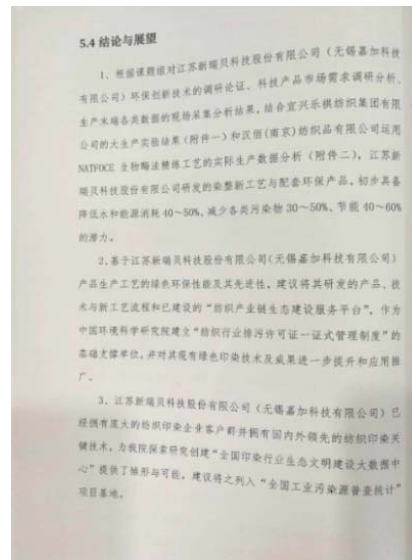 5.4 结论与展望
1、根据课题组对江苏新瑞贝科技股份有限公司（无锡嘉加科技
有限公司）环保创新技术的调研论证、科技产品市场需求调研分析、
生产末端各类数据的现场采集分析结果，结合宜兴乐祺纺织集团有限
公司的大生产实验结果（附件一）和汉佰(南京)纺织品有限公司运用
NATFOCE 生物酶法精练工艺的实际生产数据分析（附件二），江苏新
瑞贝科技股份有限公司研发的染整新工艺与配套环保产品，初步具备
降低水和能源消耗 40～50%、减少各类污染物 30～50%、节能 40～60%
的潜力。
2、基于江苏新瑞贝科技股份有限公司(无锡嘉加科技有限公司)
产品生产工艺的绿色环保性能及其先进性，建议将其研发的产品、技
术与新工艺流程和已建设的“纺织产业链生态建设服务平台”，作为
中国环境科学研究院建立“纺织行业排污许可证一证式管理制度”的
基础支撑单位，并对其现有绿色印染技术及成果进一步提升和应用推
广。
3、江苏新瑞贝科技股份有限公司（无锡嘉加科技有限公司）已
经拥有庞大的纺织印染企业客户群并拥有国内外领先的纺织印染关
键技术，为我院探索研究创建“全国印染行业生态文明建设大数据中
心”提供了雏形与可能，建议将之列入“全国工业污染源普查统计”
项目基地。